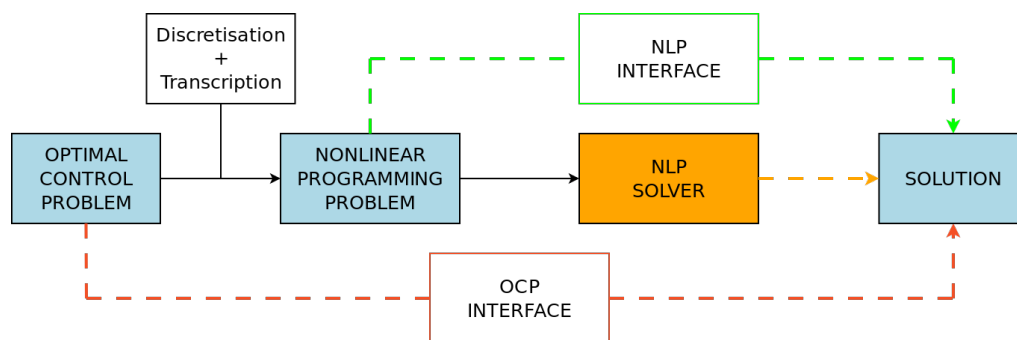 Discretisation
+
Transcription
NLP
INTERFACE
OPTIMAL
CONTROL
PROBLEM
NONLINEAR
PROGRAMMING
PROBLEM
NLP
SOLVER
SOLUTION
OCP
INTERFACE